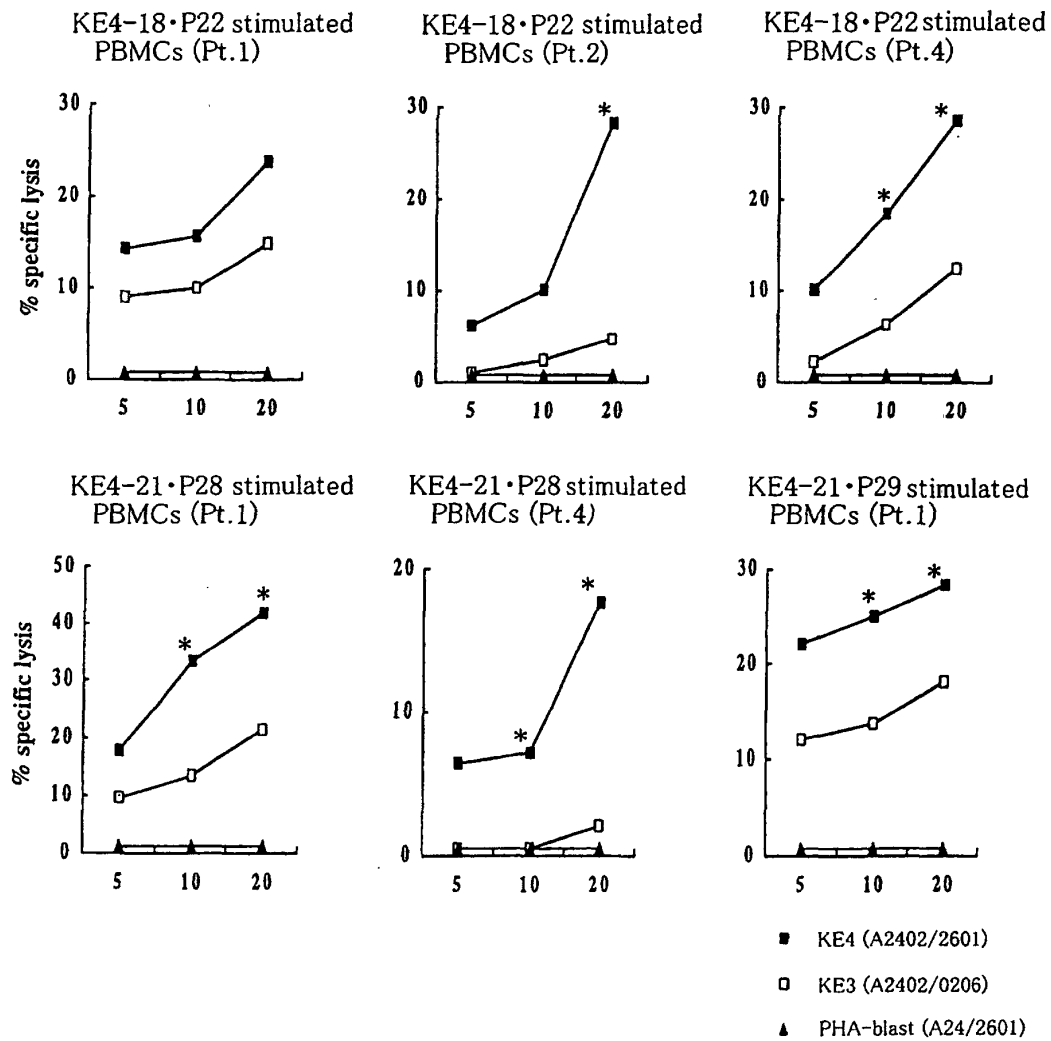 KE4-18･P22 stimulated
PBMCs (Pt.1)
KE4-18･P22 stimulated
PBMCs (Pt.2)
KE4-18･P22 stimulated
PBMCs (Pt.4)
% specific lysis
30
20
10
0
5 10 20
30
20
10
0
*
5 10 20
30
20
10
0
*
*
5 10 20
KE4-21･P28 stimulated
PBMCs (Pt.1)
KE4-21･P28 stimulated
PBMCs (Pt.4)
KE4-21･P29 stimulated
PBMCs (Pt.1)
% specific lysis
50
40
30
20
10
0
*
*
5 10 20
20
10
0
*
*
5 10 20
30
20
10
0
*
*
5 10 20
KE4 (A2402/2601)
KE3 (A2402/0206)
PHA-blast (A24/2601)